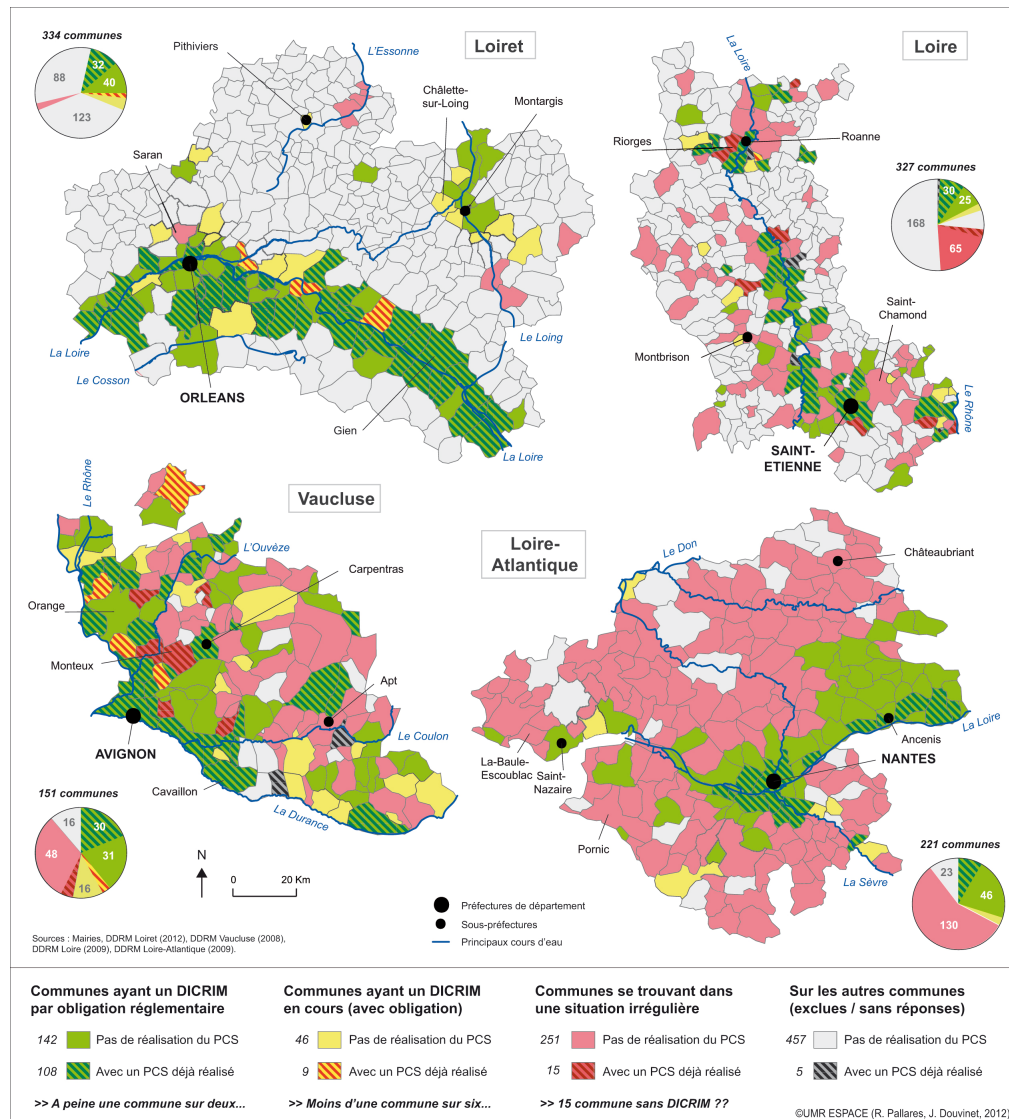 334 communes
88
32
40
123
Pithiviers
L'Essonne
Loiret
Châlette-
sur-Loing
Montargis
Saran
La Loire
Le Cosson
ORLEANS
Gien
Le Loing
La Loire
La Loire
Loire
Riorges
Roanne
327 communes
30
25
168
65
Saint-
Chamond
Montbrison
Le Rhône
SAINT-
ETIENNE
Le Rhône
Vaucluse
L'Ouvèze
Carpentras
Orange
Monteux
Apt
AVIGNON
Le Coulon
Cavaillon
La Durance
151 communes
16
30
48
31
16
N
0 20 Km
Loire-
Atlantique
Le Don
Châteaubriant
La Loire
Ancenis
La-Baule-
Escoublac
Saint-
Nazaire
NANTES
Pornic
La Sèvre
221 communes
23
46
130
Préfectures de département
Sous-préfectures
Principaux cours d'eau
Sources : Mairies, DDRM Loiret (2012), DDRM Vaucluse (2008),
DDRM Loire (2009), DDRM Loire-Atlantique (2009).
Communes ayant un DICRIM
par obligation réglementaire
142 Pas de réalisation du PCS
108 Avec un PCS déjà réalisé
>> A peine une commune sur deux...
Communes ayant un DICRIM
en cours (avec obligation)
46 Pas de réalisation du PCS
9 Avec un PCS déjà réalisé
>> Moins d'une commune sur six...
Communes se trouvant dans
une situation irrégulière
251 Pas de réalisation du PCS
15 Avec un PCS déjà réalisé
>> 15 commune sans DICRIM ??
Sur les autres communes
(exclues / sans réponses)
457 Pas de réalisation du PCS
5 Avec un PCS déjà réalisé
©UMR ESPACE (R. Pallares, J. Douvinet, 2012)